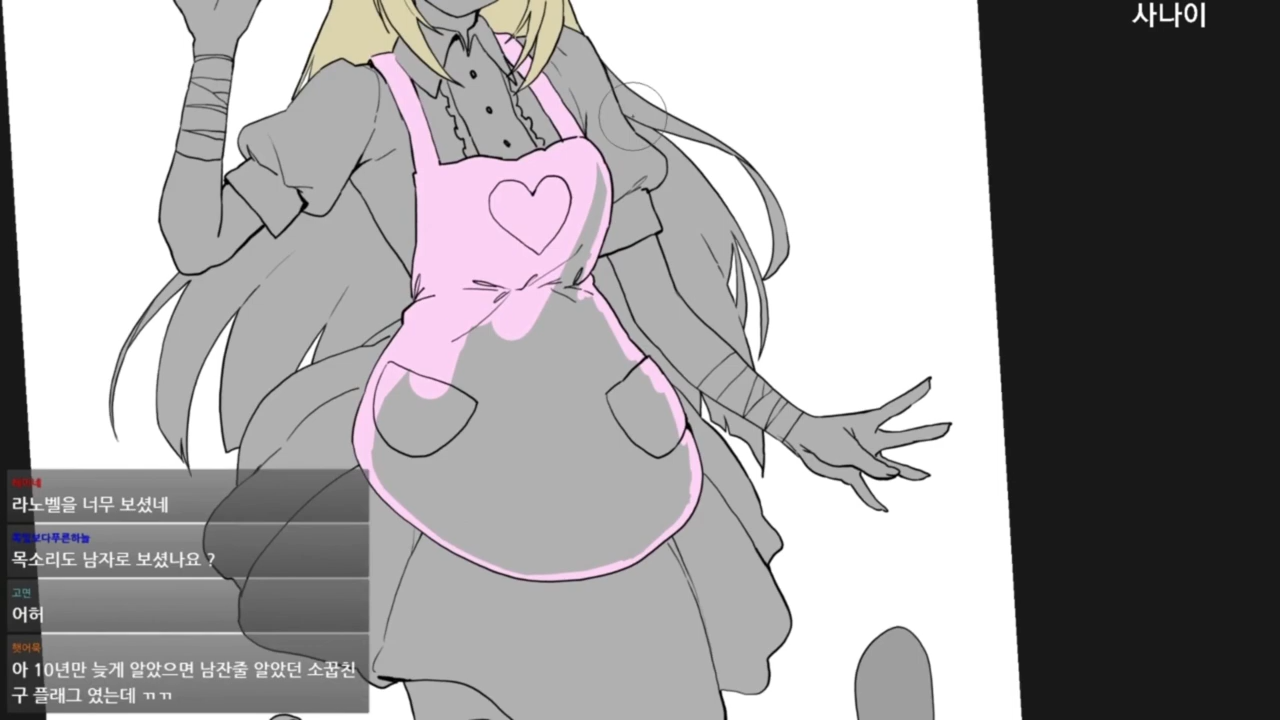 사나이
라노벨을 너무 보셨네
목소리도 남자로 보셨나요 ?
고면
어허
아 10년만 늦게 알았으면 남잔줄 알았던 소꿉친
구 플래그 였는데 ㄲㄲ